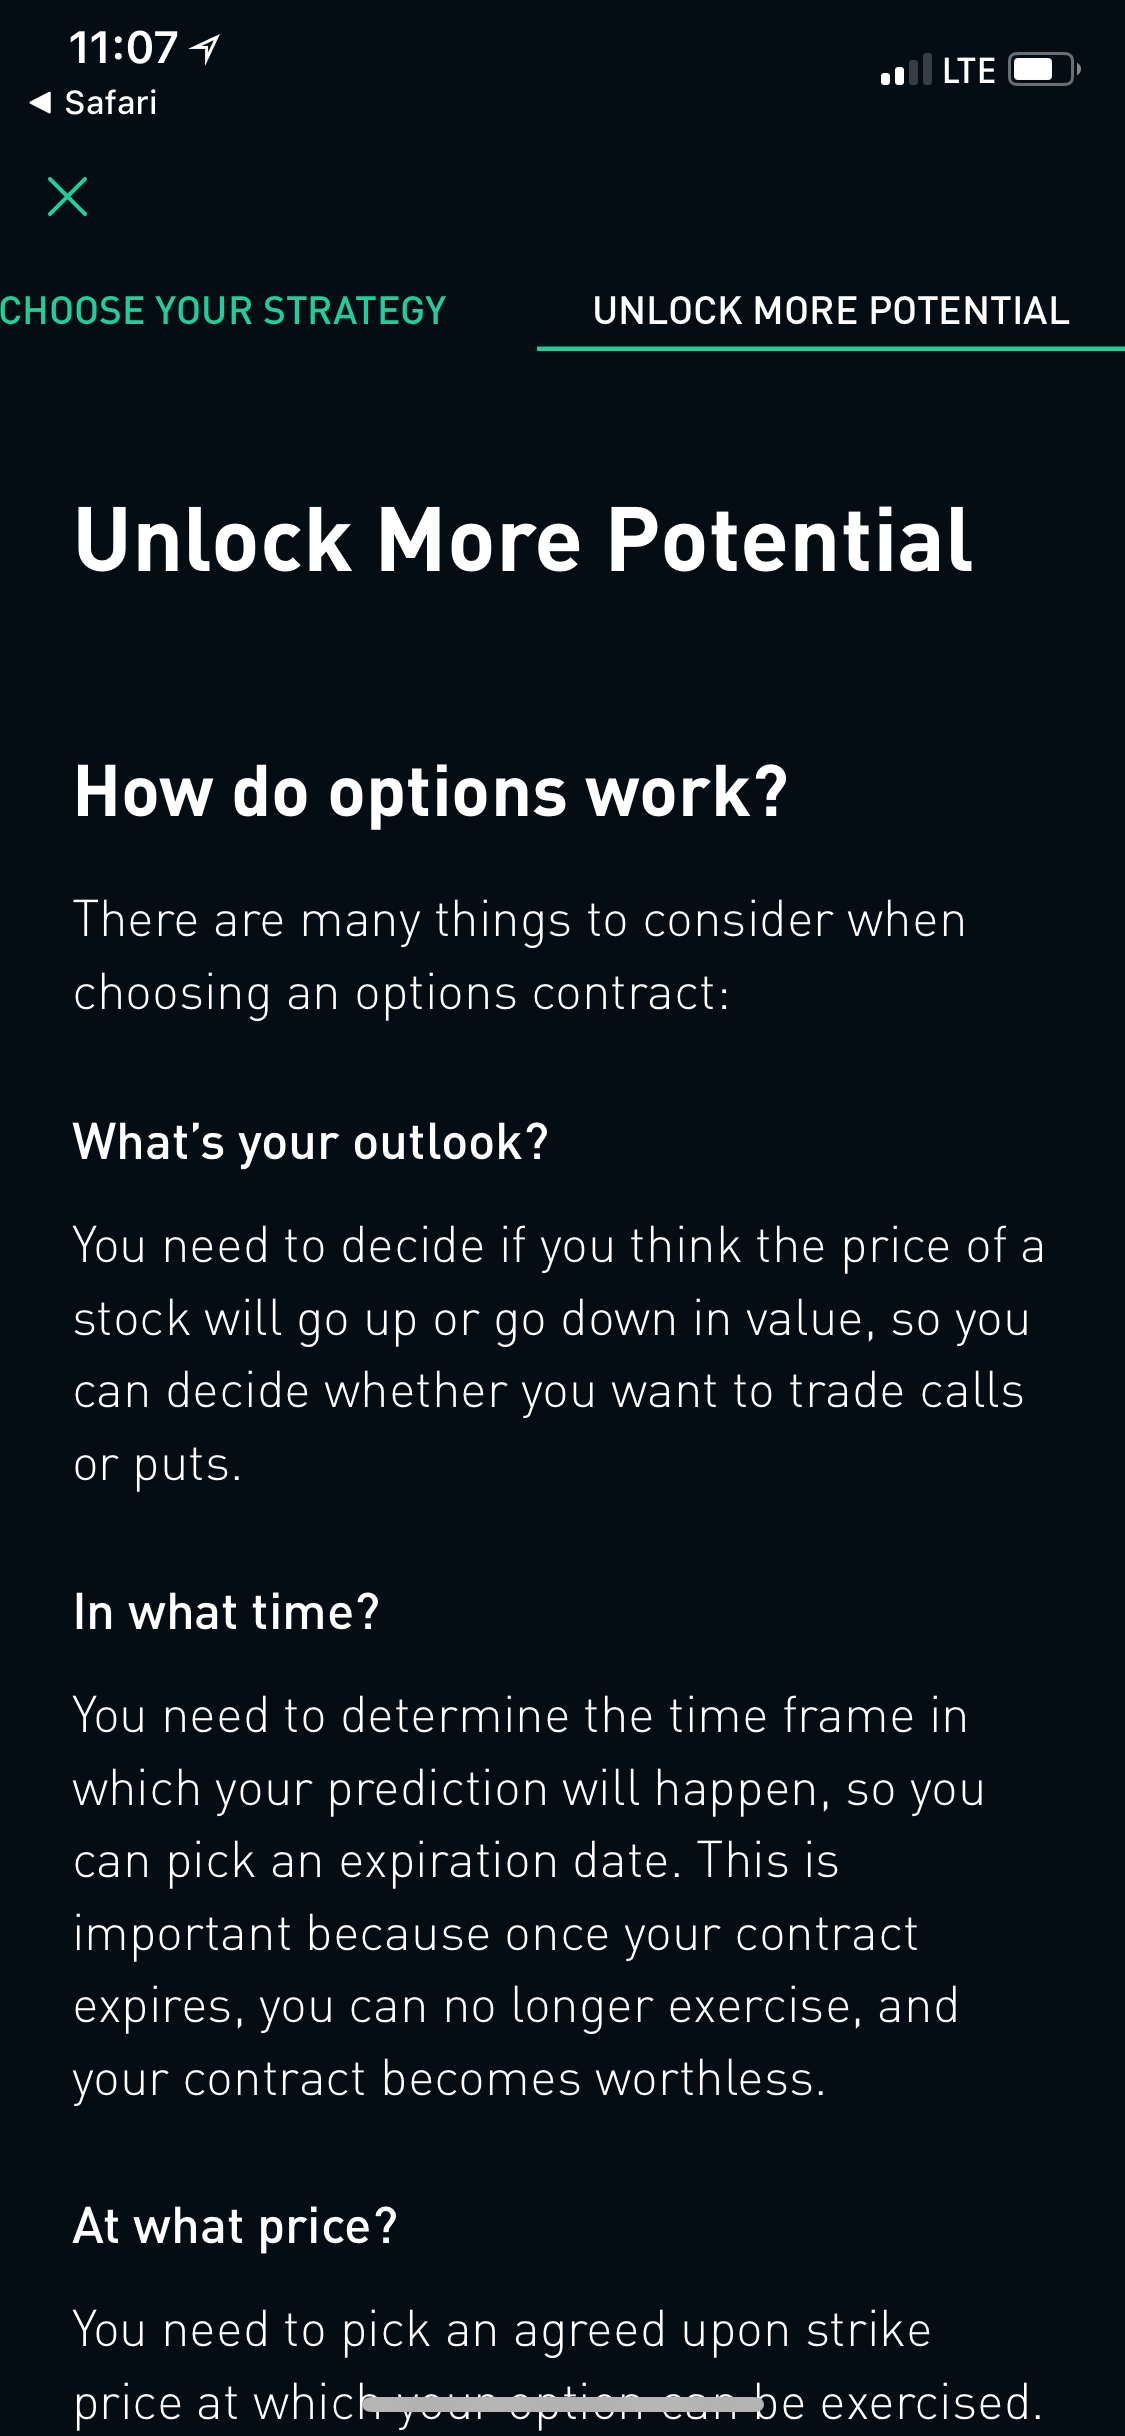 11:07
LTE
Safari
CHOOSE YOUR STRATEGY
UNLOCK MORE POTENTIAL
Unlock More Potential
How do options work?
There are many things to consider when
choosing an options contract:
What’s your outlook?
You need to decide if you think the price of a
stock will go up or go down in value, so you
can decide whether you want to trade calls
or puts.
In what time?
You need to determine the time frame in
which your prediction will happen, so you
can pick an expiration date. This is
important because once your contract
expires, you can no longer exercise, and
your contract becomes worthless.
At what price?
You need to pick an agreed upon strike
price at which your option can be exercised.